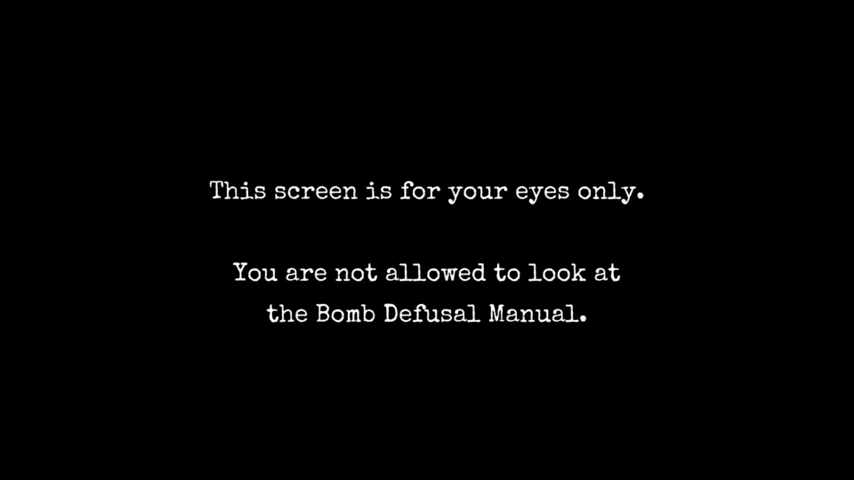 This screen is for your eyes only.
You are not allowed to look at
the Bomb Defusal Manual.